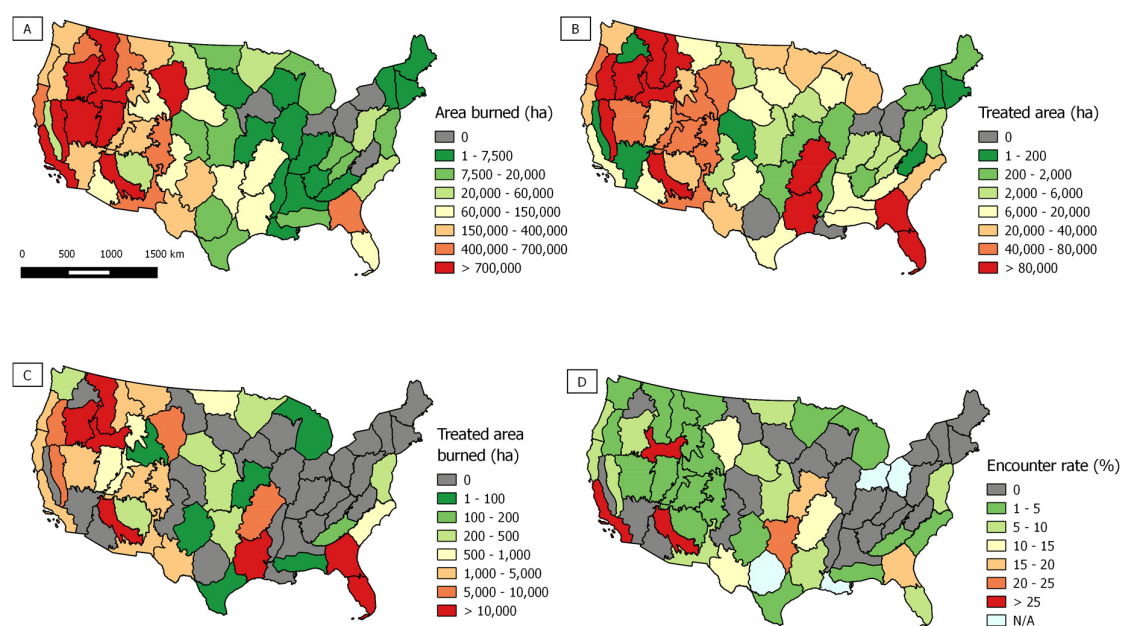 A
Area burned (ha)
0
1 - 7,500
7,500 - 20,000
20,000 - 60,000
60,000 - 150,000
150,000 - 400,000
400,000 - 700,000
> 700,000
0 500 1000 1500 km
B
Treated area (ha)
0
1 - 200
200 - 2,000
2,000 - 6,000
6,000 - 20,000
20,000 - 40,000
40,000 - 80,000
> 80,000
C
Treated area
burned (ha)
0
1 - 100
100 - 200
200 - 500
500 - 1,000
1,000 - 5,000
5,000 - 10,000
> 10,000
D
Encounter rate (%)
0
1 - 5
5 - 10
10 - 15
15 - 20
20 - 25
> 25
N/A